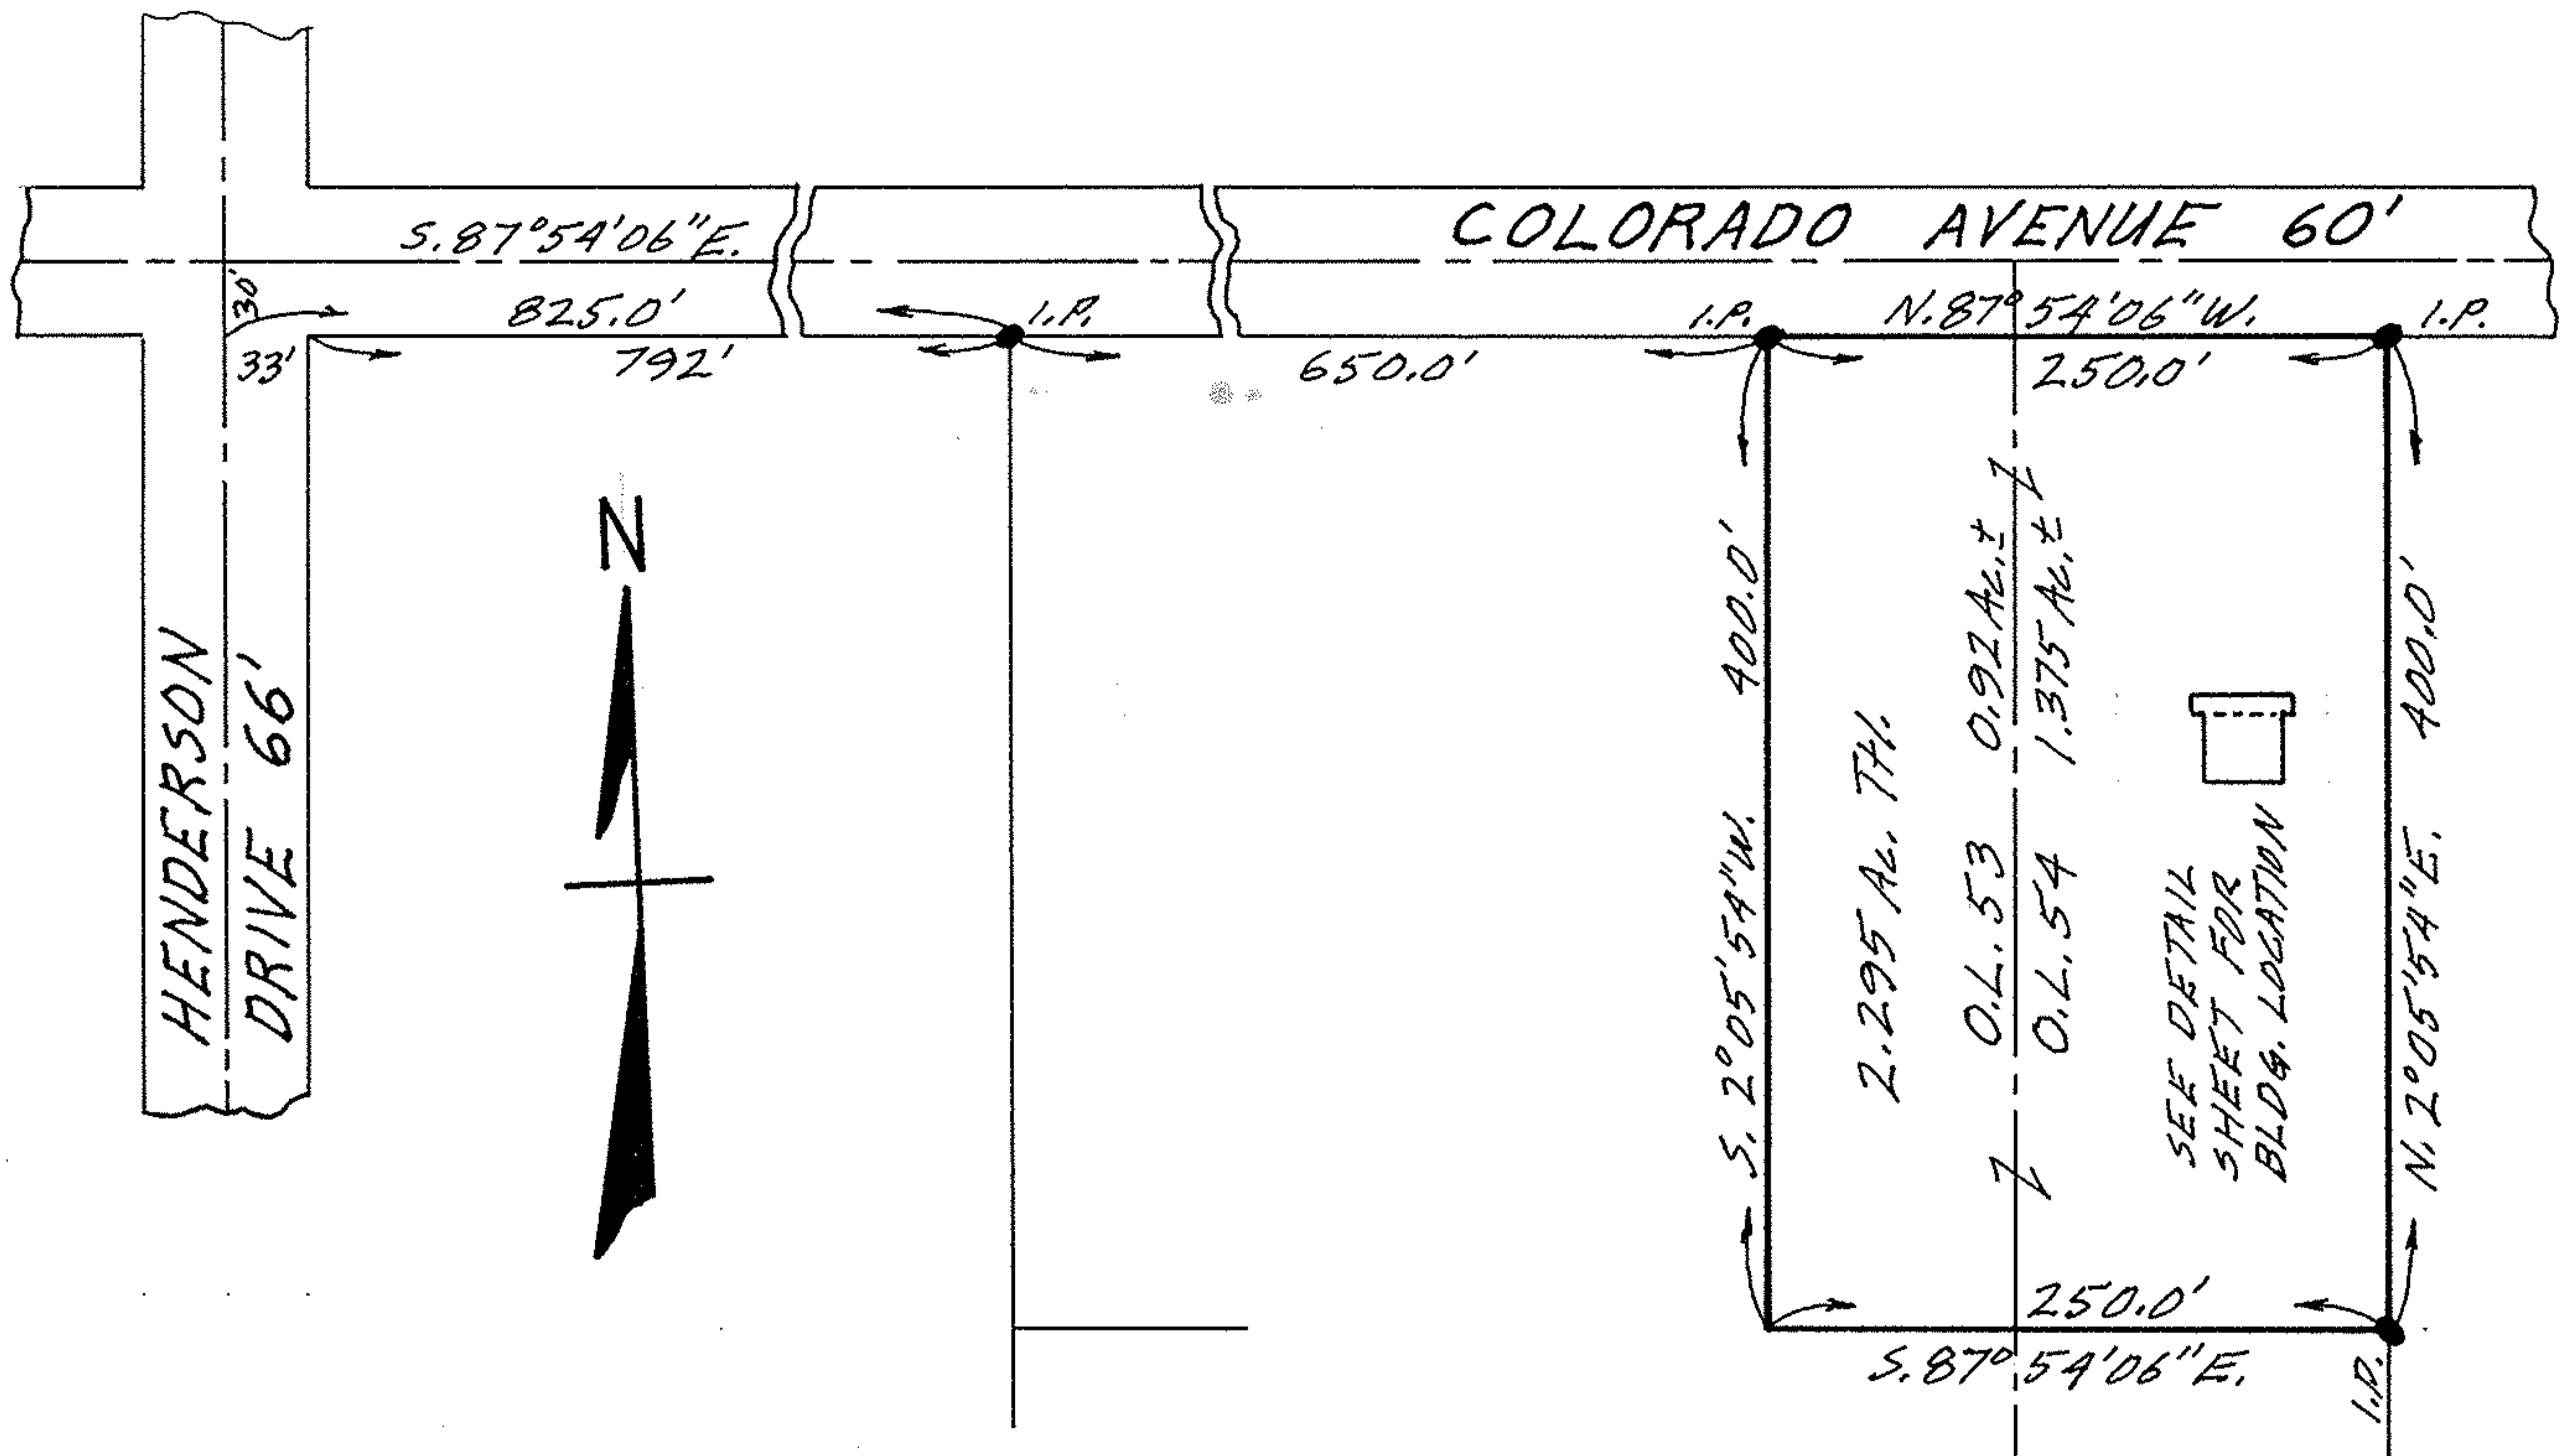 COLORADO AVENUE 60'
S. 87° 54' 06" E.
30'
825.0'
I.P.
I.P.
N. 87° 54' 06" W.
I.P.
33'
792'
650.0'
250.0'
N
HENDERSON
DRIVE 66'
S. 2° 05' 54" W. 400.0'
2.295 Ac. TTL.
O.L. 53 0.92 Ac. ±
O.L. 54 1.375 Ac. ±
SEE DETAIL
SHEET FOR
BLDG. LOCATION
N. 2° 05' 54" E. 400.0'
250.0'
S. 87° 54' 06" E.
I.P.